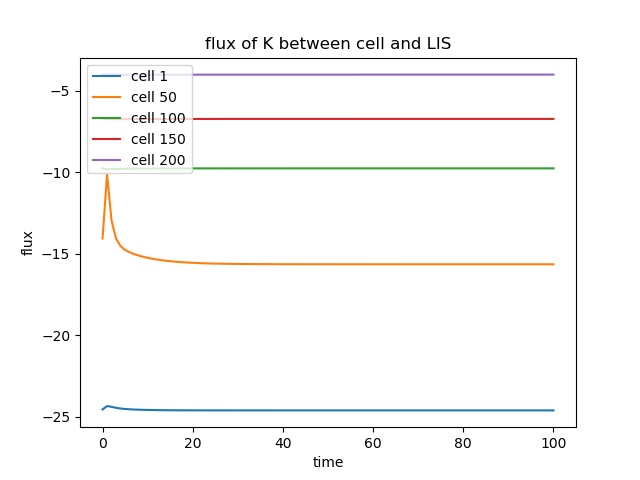 flux of K between cell and LIS
cell 1
cell 50
cell 100
cell 150
cell 200
−5
−10
−15
−20
−25
flux
0
20
40
60
80
100
time